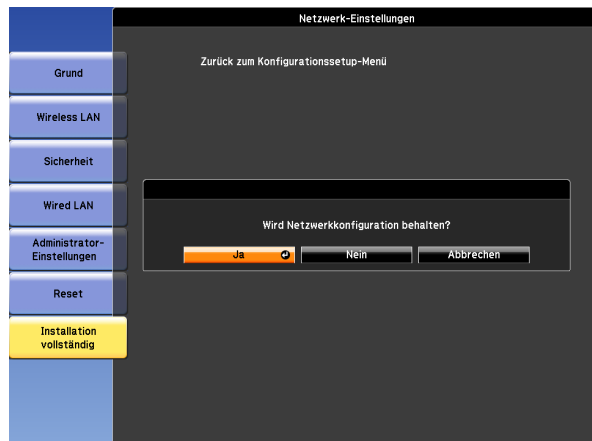 Netzwerk-Einstellungen
Zurück zum Konfigurationssetup-Menü
Grund
Wireless LAN
Sicherheit
Wired LAN
Administrator-
Einstellungen
Reset
Installation
vollständig
Wird Netzwerkkonfiguration behalten?
Ja
Nein
Abbrechen